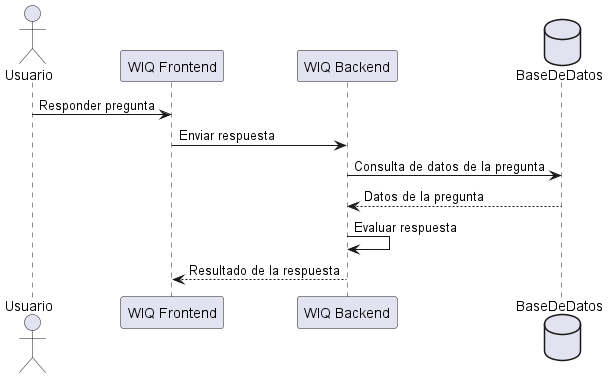 Usuario
WIQ Frontend
WIQ Backend
BaseDeDatos
Responder pregunta
Enviar respuesta
Consulta de datos de la pregunta
Datos de la pregunta
Evaluar respuesta
Resultado de la respuesta
Usuario
WIQ Frontend
WIQ Backend
BaseDeDatos